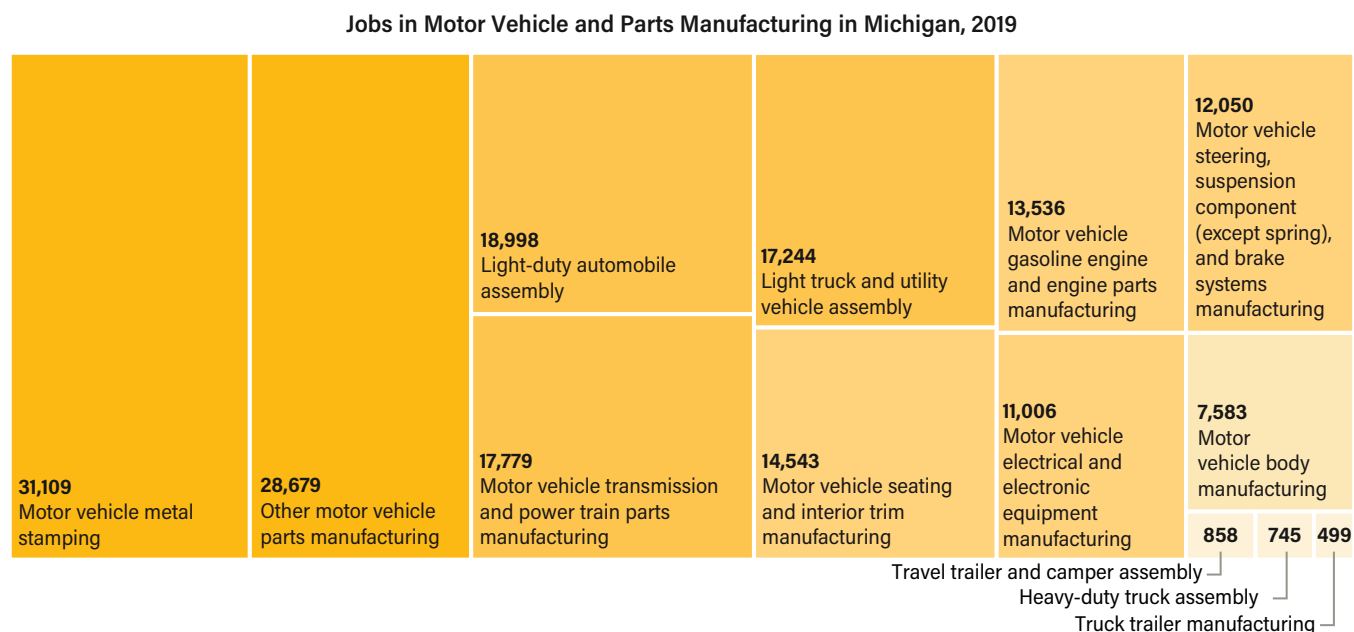 Jobs in Motor Vehicle and Parts Manufacturing in Michigan, 2019
31,109
Motor vehicle metal
stamping
28,679
Other motor vehicle
parts manufacturing
18,998
Light-duty automobile
assembly
17,779
Motor vehicle transmission
and power train parts
manufacturing
17,244
Light truck and utility
vehicle assembly
14,543
Motor vehicle seating
and interior trim
manufacturing
13,536
Motor vehicle
gasoline engine
and engine parts
manufacturing
11,006
Motor vehicle
electrical and
electronic
equipment
manufacturing
12,050
Motor vehicle
steering,
suspension
component
(except spring),
and brake
systems
manufacturing
7,583
Motor
vehicle body
manufacturing
858
745
499
Travel trailer and camper assembly
Heavy-duty truck assembly
Truck trailer manufacturing